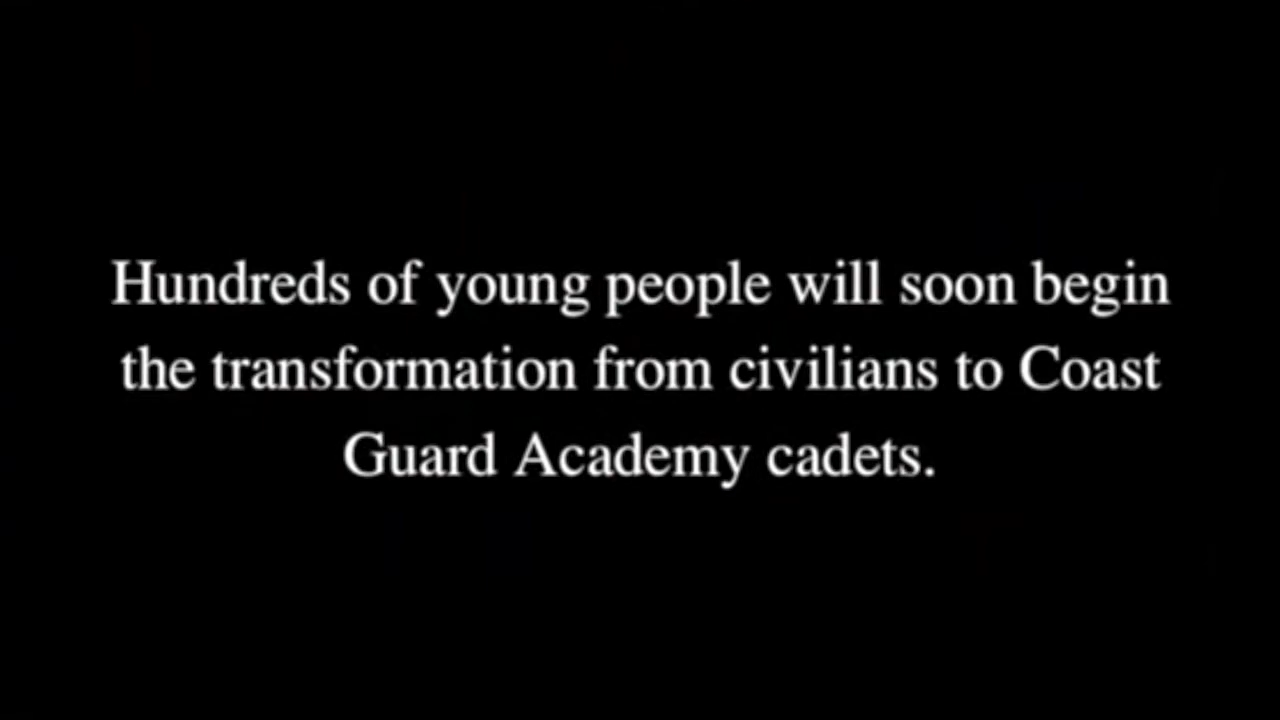 Hundreds of young people will soon begin
the transformation from civilians to Coast
Guard Academy cadets.